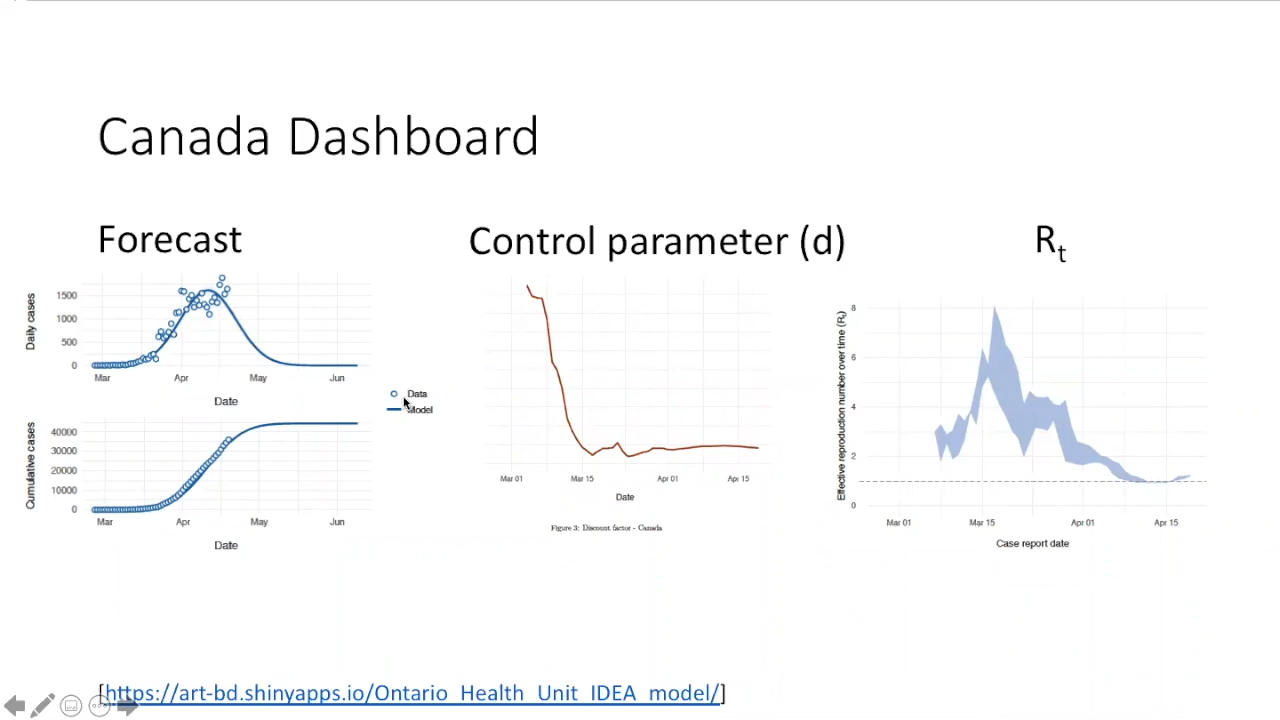 Canada Dashboard
Forecast
Control parameter (d)
Rt
Daily cases
1500
1000
500
0
Mar Apr May Jun
Date
Data
Model
Cumulative cases
40000
30000
20000
10000
0
Mar Apr May Jun
Date
Mar 01 Mar 15 Apr 01 Apr 15
Date
Figure 3: Discount factor - Canada
Effective reproduction number over time (Rt)
8
6
4
2
0
Mar 01 Mar 15 Apr 01 Apr 15
Case report date
[https://art-bd.shinyapps.io/Ontario_Health_Unit_IDEA_model/]